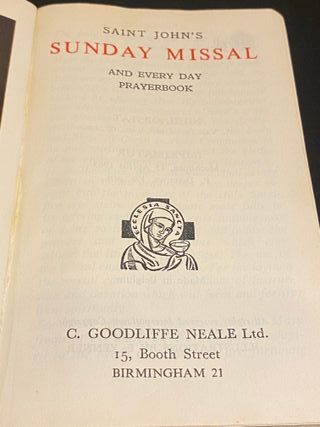 SAINT JOHN'S
SUNDAY MISSAL
AND EVERY DAY
PRAYERBOOK
ECCLESIA SANCTA
C. GOODLIFFE NEALE Ltd.
15, Booth Street
BIRMINGHAM 21